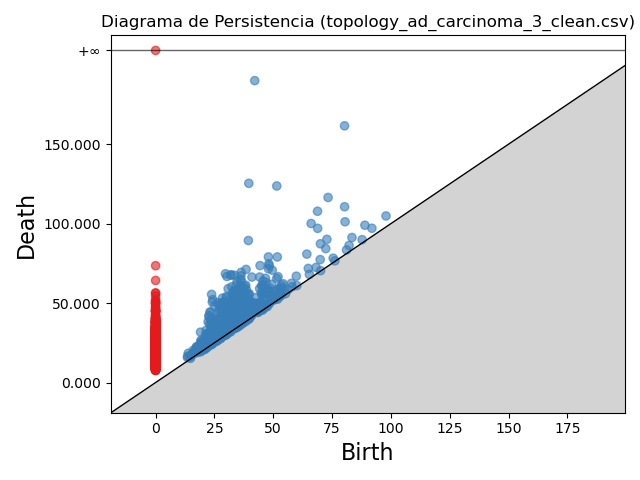 Diagrama de Persistencia (topology_ad_carcinoma_3_clean.csv)
+∞
150.000
100.000
50.000
0.000
Death
0 25 50 75 100 125 150 175
Birth